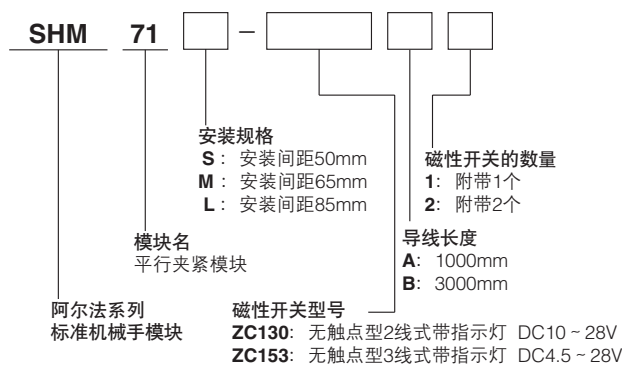 SHM 71 －
安装规格
S： 安装间距50mm
M： 安装间距65mm
L： 安装间距85mm
磁性开关的数量
1： 附带1个
2： 附带2个
模块名
平行夹紧模块
导线长度
A： 1000mm
B： 3000mm
阿尔法系列
标准机械手模块
磁性开关型号
ZC130： 无触点型2线式带指示灯 DC10～28V
ZC153： 无触点型3线式带指示灯 DC4.5～28V